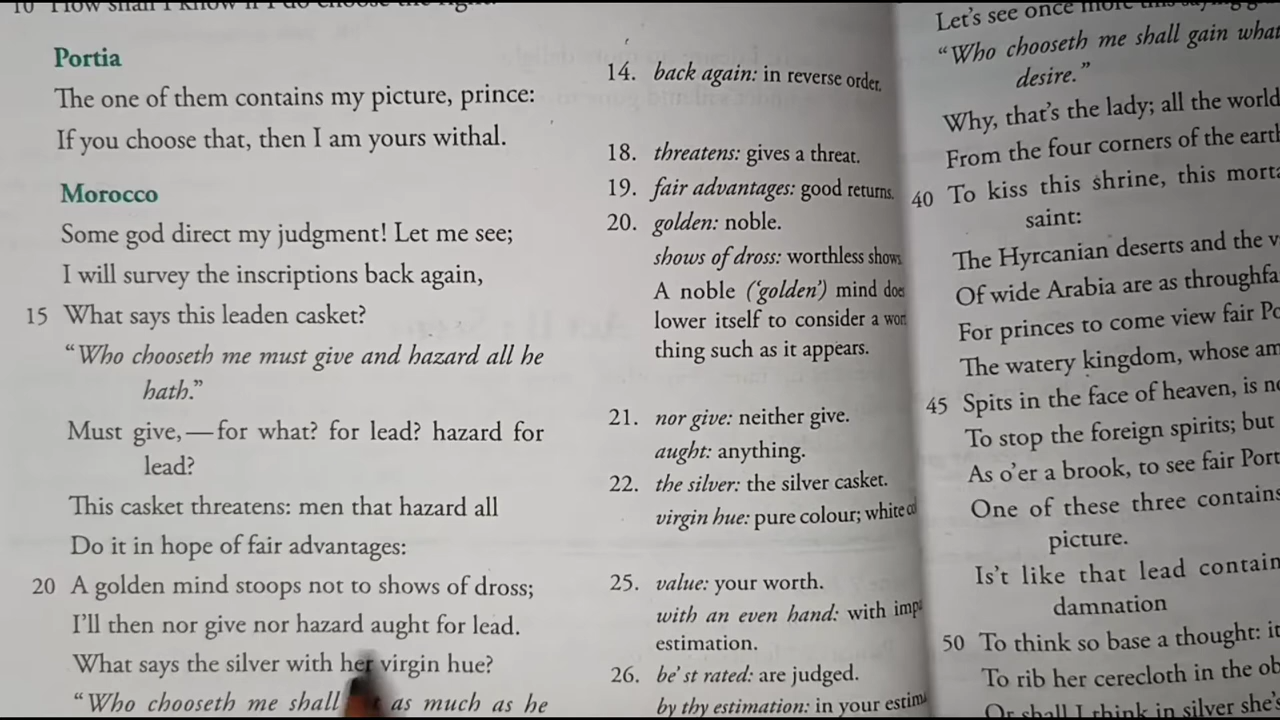 10 How shall I know if I do choose the right?
Portia
The one of them contains my picture, prince:
If you choose that, then I am yours withal.
Morocco
Some god direct my judgment! Let me see;
I will survey the inscriptions back again,
15 What says this leaden casket?
“Who chooseth me must give and hazard all he
hath.”
Must give,—for what? for lead? hazard for
lead?
This casket threatens: men that hazard all
Do it in hope of fair advantages:
20 A golden mind stoops not to shows of dross;
I’ll then nor give nor hazard aught for lead.
What says the silver with her virgin hue?
“Who chooseth me shall as much as he
14. back again: in reverse order.
18. threatens: gives a threat.
19. fair advantages: good returns.
20. golden: noble.
shows of dross: worthless shows
A noble (‘golden’) mind does
lower itself to consider a
thing such as it appears.
21. nor give: neither give.
aught: anything.
22. the silver: the silver casket.
virgin hue: pure colour; white
25. value: your worth.
with an even hand: with
estimation.
26. be’st rated: are judged.
by thy estimation: in your
Let’s see once more this saying
“Who chooseth me shall gain what
desire.”
Why, that’s the lady; all the world
From the four corners of the earth
40 To kiss this shrine, this
saint:
The Hyrcanian deserts and the
Of wide Arabia are as
For princes to come view fair
The watery kingdom, whose
45 Spits in the face of heaven, is
To stop the foreign spirits; but
As o’er a brook, to see fair
One of these three contains
picture.
Is’t like that lead
damnation
50 To think so base a thought: it
To rib her cerecloth in the
Or shall I think in silver she’s